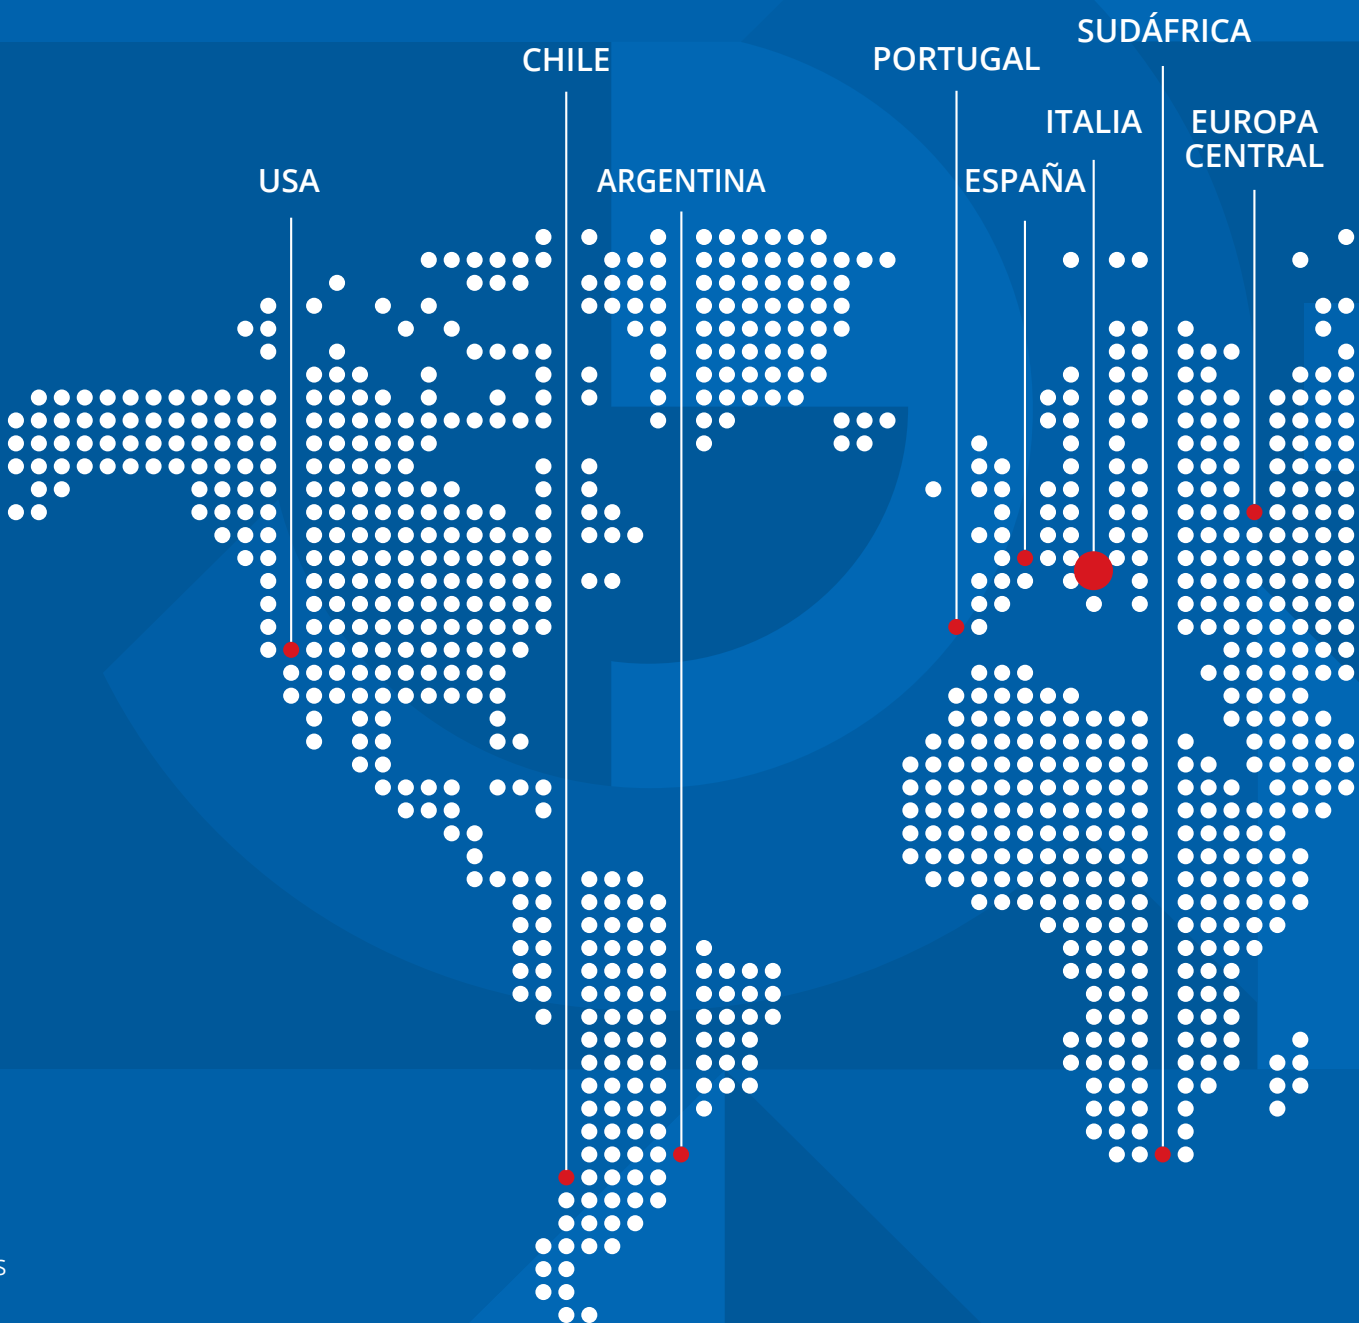 SUDÁFRICA
CHILE
PORTUGAL
ITALIA
EUROPA
CENTRAL
USA
ARGENTINA
ESPAÑA
S